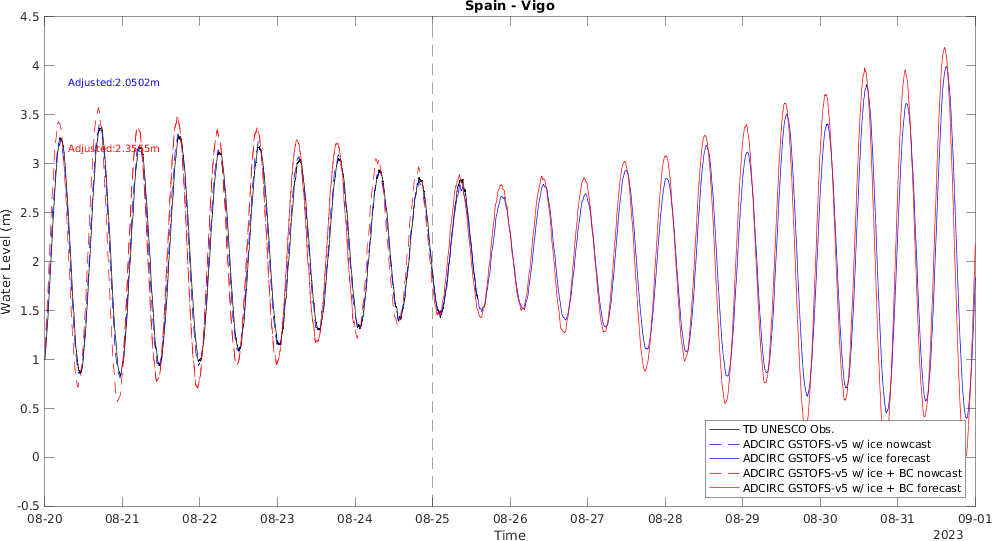 Spain - Vigo
Adjusted:2.0502m
Water Level (m)
4.5
4
3.5
3
2.5
2
1.5
1
0.5
0
-0.5
TD UNESCO Obs.
ADCIRC GSTOFS-v5 w/ ice nowcast
ADCIRC GSTOFS-v5 w/ ice forecast
ADCIRC GSTOFS-v5 w/ ice + BC nowcast
ADCIRC GSTOFS-v5 w/ ice + BC forecast
08-20 08-21 08-22 08-23 08-24 08-25 08-26 08-27 08-28 08-29 08-30 08-31 09-01
Time
2023